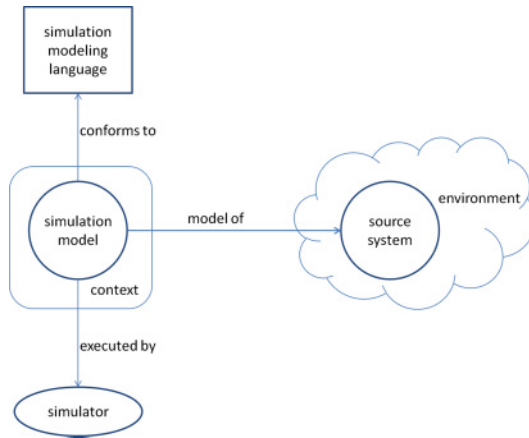 simulation
modeling
language
conforms to
simulation
model
model of
source
system
environment
context
executed by
simulator